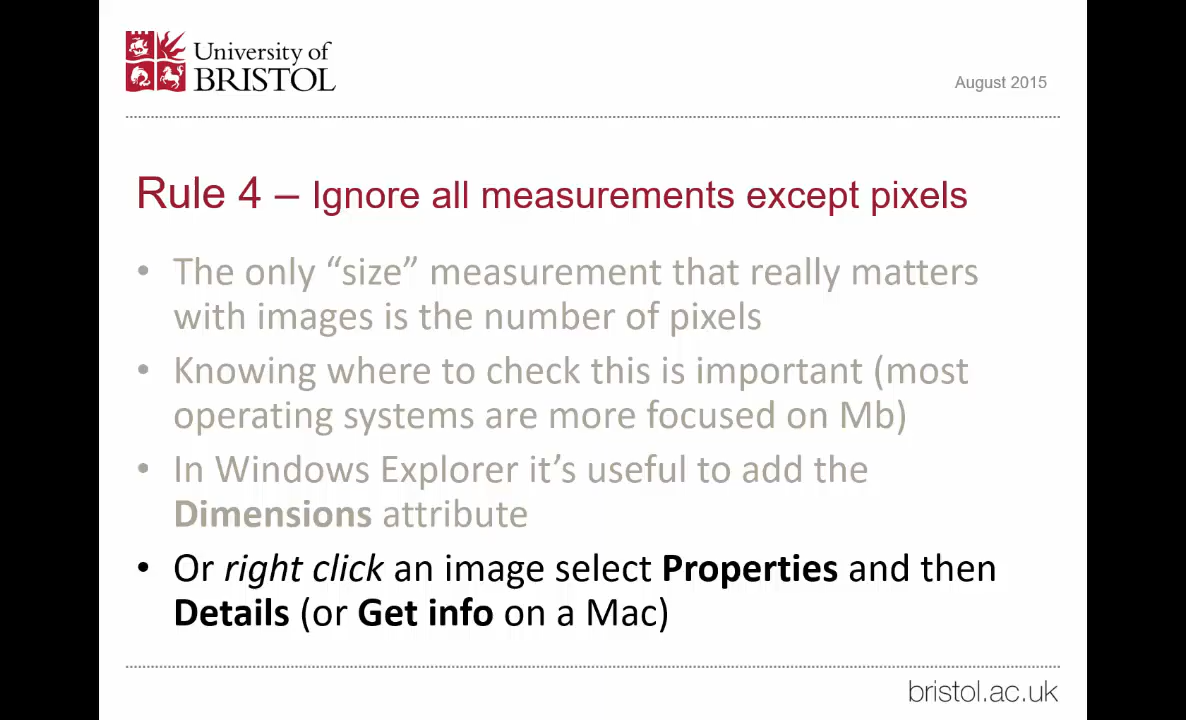 University of
BRISTOL
August 2015
Rule 4 – Ignore all measurements except pixels
• The only “size” measurement that really matters
with images is the number of pixels
• Knowing where to check this is important (most
operating systems are more focused on Mb)
• In Windows Explorer it’s useful to add the
Dimensions attribute
• Or right click an image select Properties and then
Details (or Get info on a Mac)
bristol.ac.uk